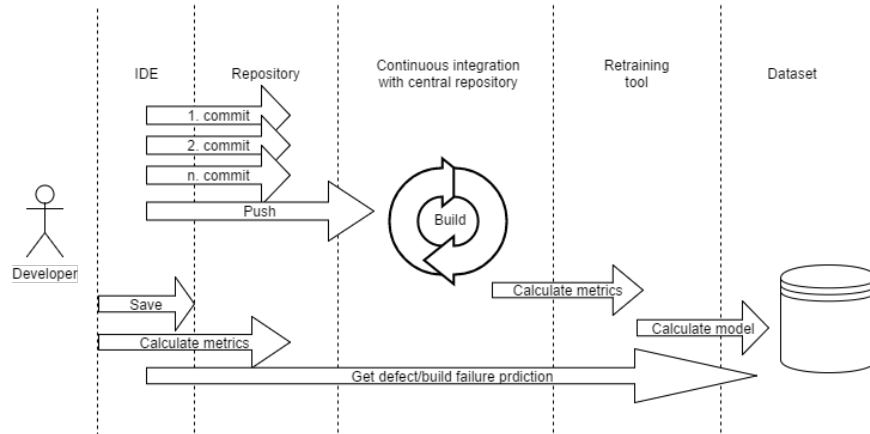 IDE
Repository
Continuous integration
with central repository
Retraining
tool
Dataset
1. commit
2. commit
n. commit
Push
Build
Developer
Save
Calculate metrics
Calculate metrics
Calculate model
Get defect/build failure prdiction